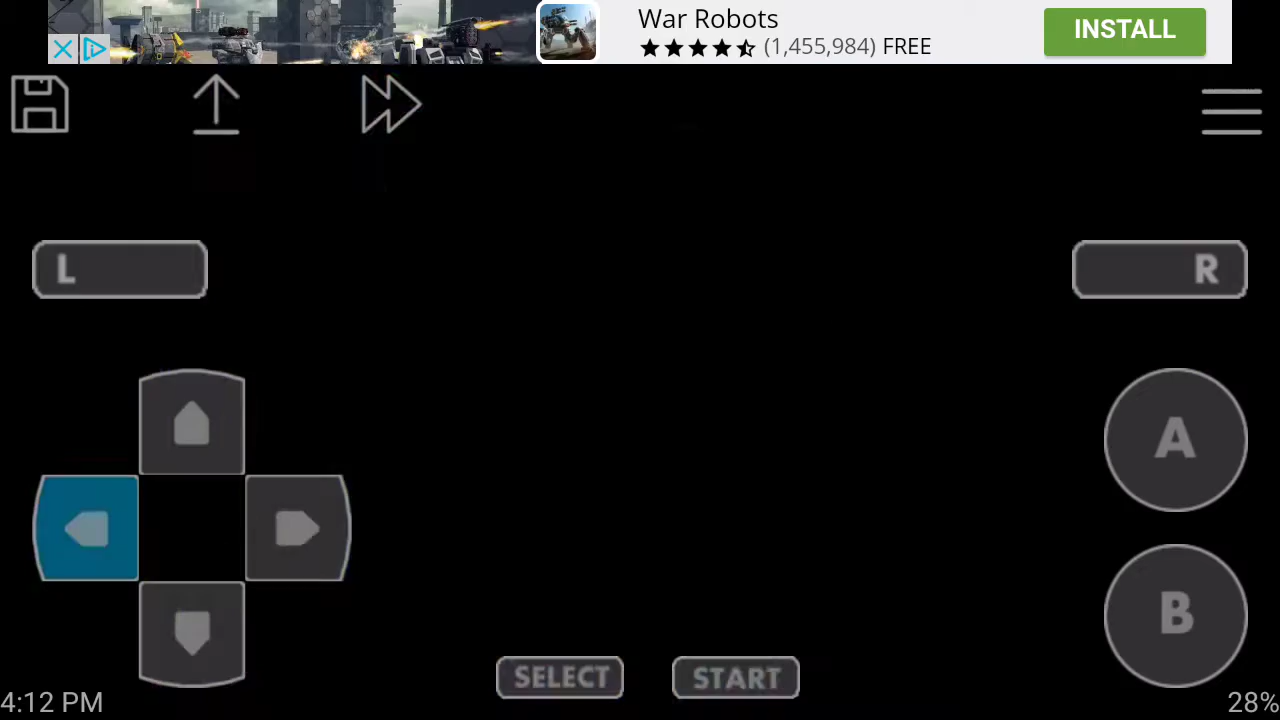 War Robots
(1,455,984) FREE
INSTALL
L
R
A
B
SELECT
START
4:12 PM
28%